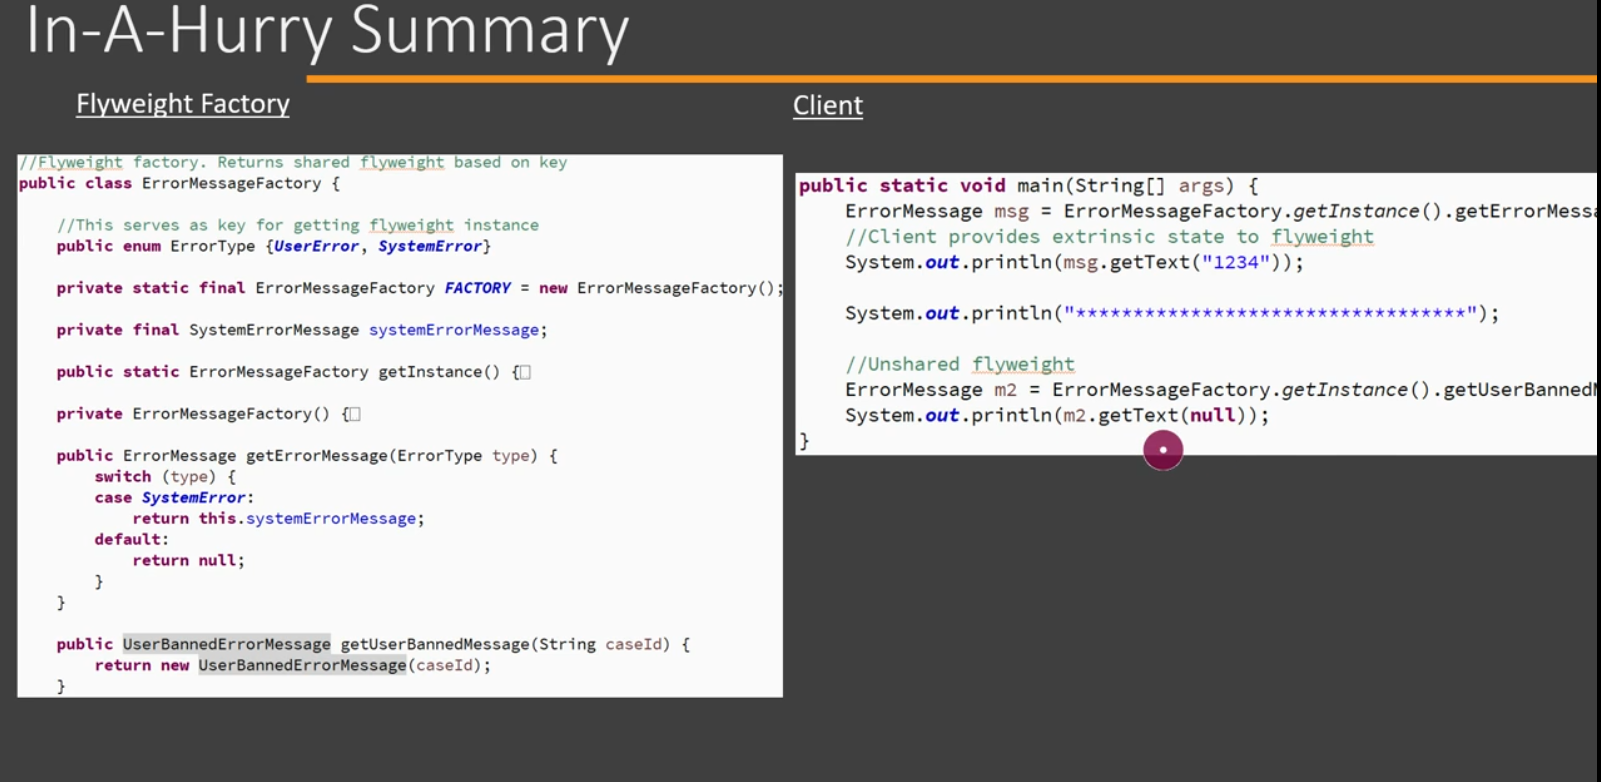 In-A-Hurry Summary
Flyweight Factory
//Flyweight factory. Returns shared flyweight based on key
public class ErrorMessageFactory {
//This serves as key for getting flyweight instance
public enum ErrorType {UserError, SystemError}
private static final ErrorMessageFactory FACTORY = new ErrorMessageFactory();
private final SystemErrorMessage systemErrorMessage;
public static ErrorMessageFactory getInstance() {
private ErrorMessageFactory() {
public ErrorMessage getErrorMessage(ErrorType type) {
switch (type) {
case SystemError:
return this.systemErrorMessage;
default:
return null;
}
}
public UserBannedErrorMessage getUserBannedMessage(String caseId) {
return new UserBannedErrorMessage(caseId);
}
Client
public static void main(String[] args) {
ErrorMessage msg = ErrorMessageFactory.getInstance().getErrorMess
//Client provides extrinsic state to flyweight
System.out.println(msg.getText("1234"));
System.out.println("**********************************");
//Unshared flyweight
ErrorMessage m2 = ErrorMessageFactory.getInstance().getUserBanned
System.out.println(m2.getText(null));
}